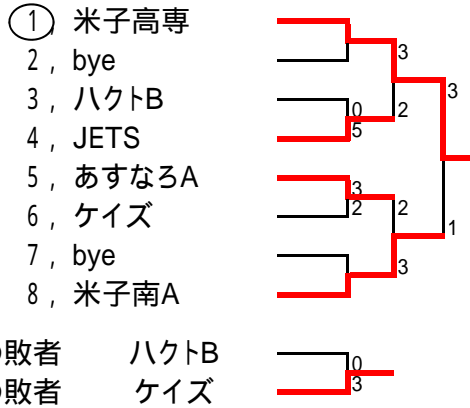 1, 米子高専
2, bye
3, ハクトB
4, JETS
5, あすなろA
6, ケイズ
7, bye
8, 米子南A
3
0
5
2
3
3
2
2
3
1
敗者 ハクトB
敗者 ケイズ
0
3